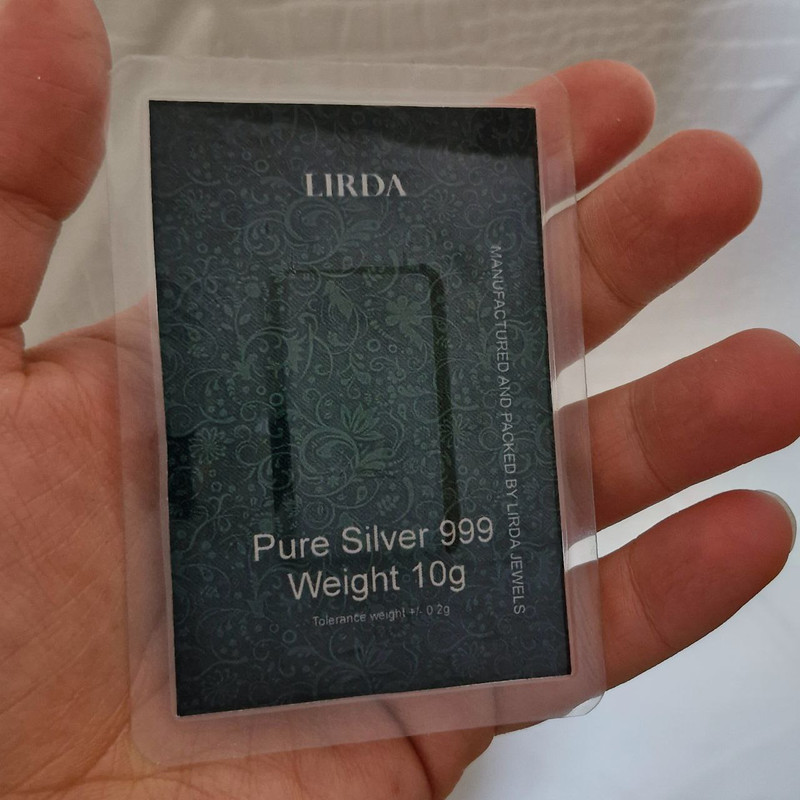 LIRDA
MANUFACTURED AND PACKED BY LIRDA JEWELS
Pure Silver 999
Weight 10g
Tolerance weight +/- 0.2g